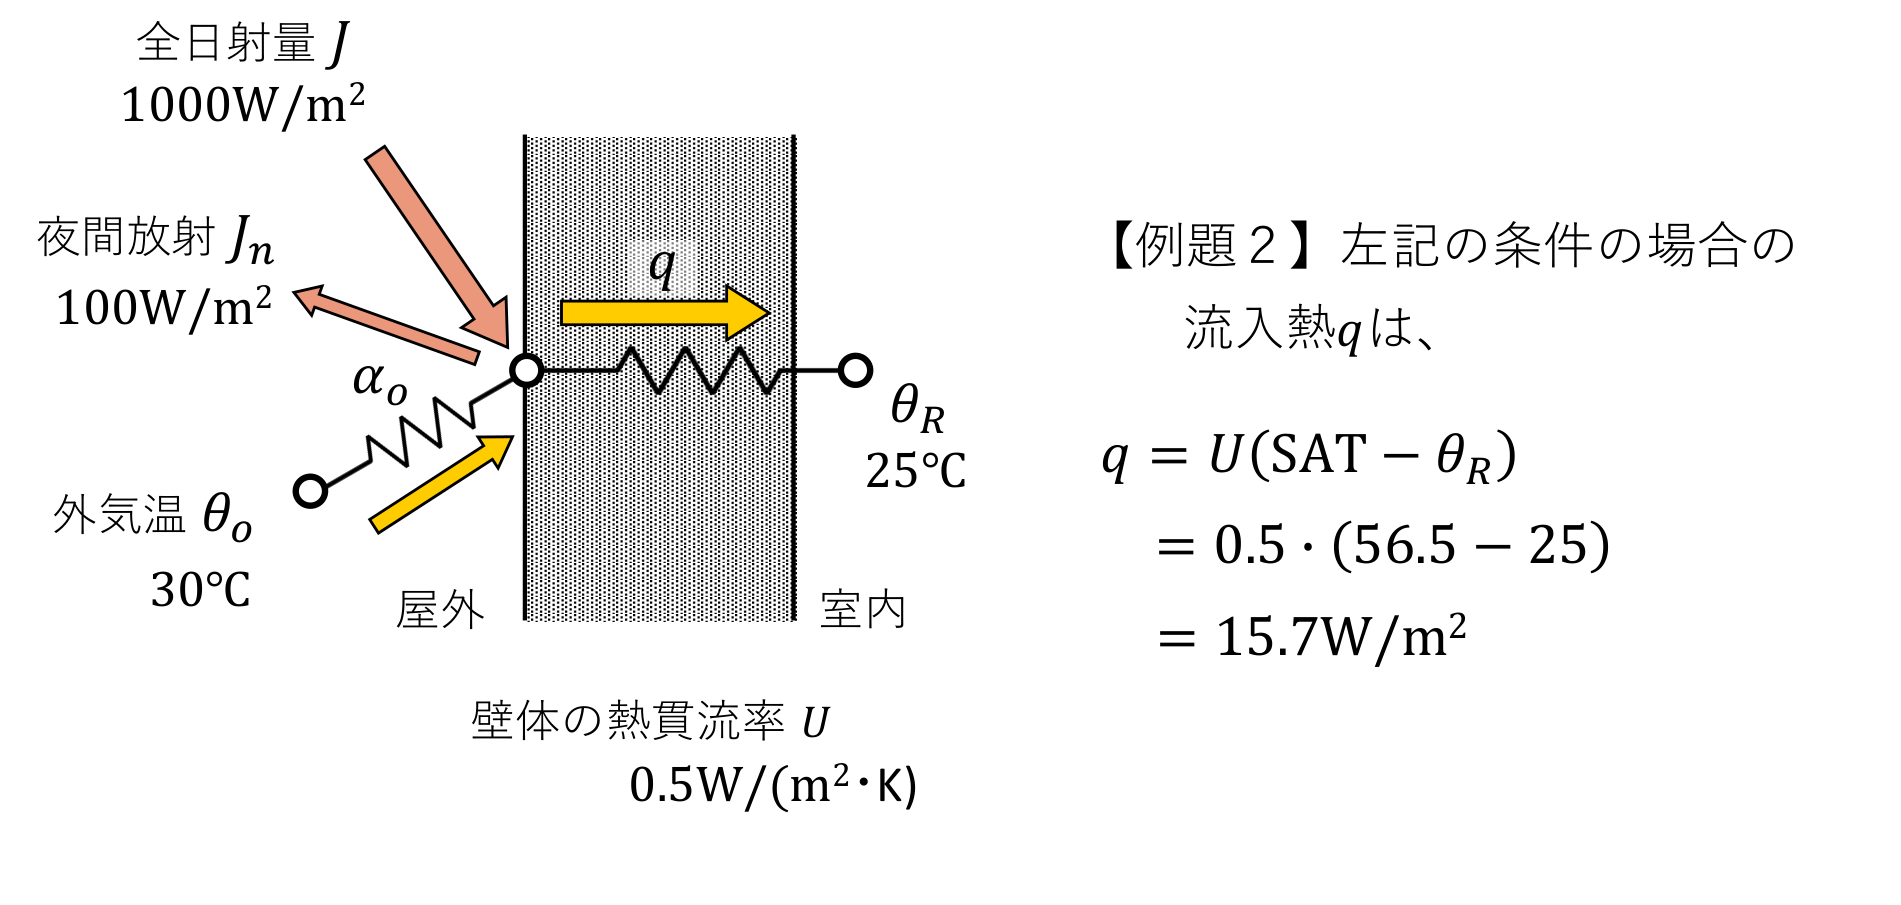 全日射量 J
1000W/m²
夜間放射 Jₙ
100W/m²
αₒ
外気温 θₒ
30℃
屋外
q
θ_R
25℃
室内
壁体の熱貫流率 U
0.5W/(m²・K)
【例題２】左記の条件の場合の
流入熱qは、
q = U(SAT − θ_R)
= 0.5 · (56.5 − 25)
= 15.7W/m²